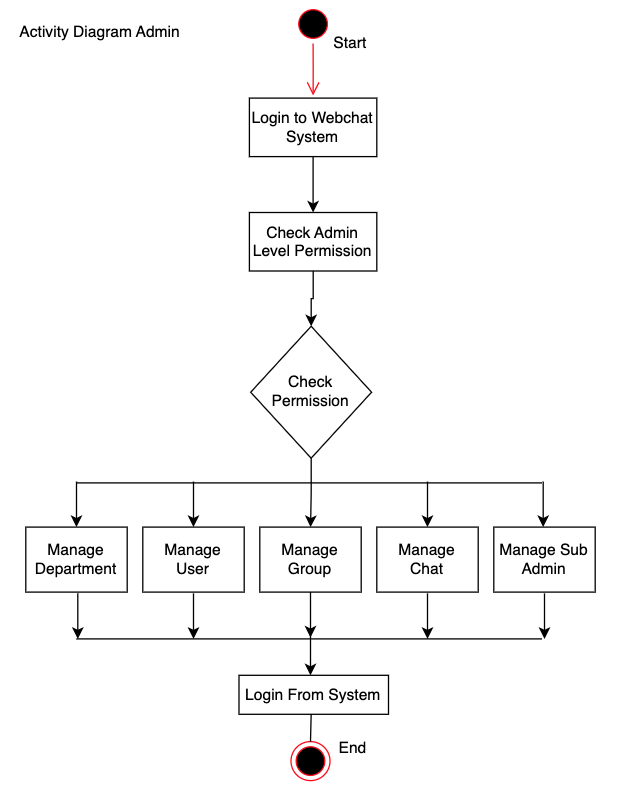 Activity Diagram Admin
Start
Login to Webchat
System
Check Admin
Level Permission
Check
Permission
Manage
Department
Manage
User
Manage
Group
Manage
Chat
Manage Sub
Admin
Login From System
End